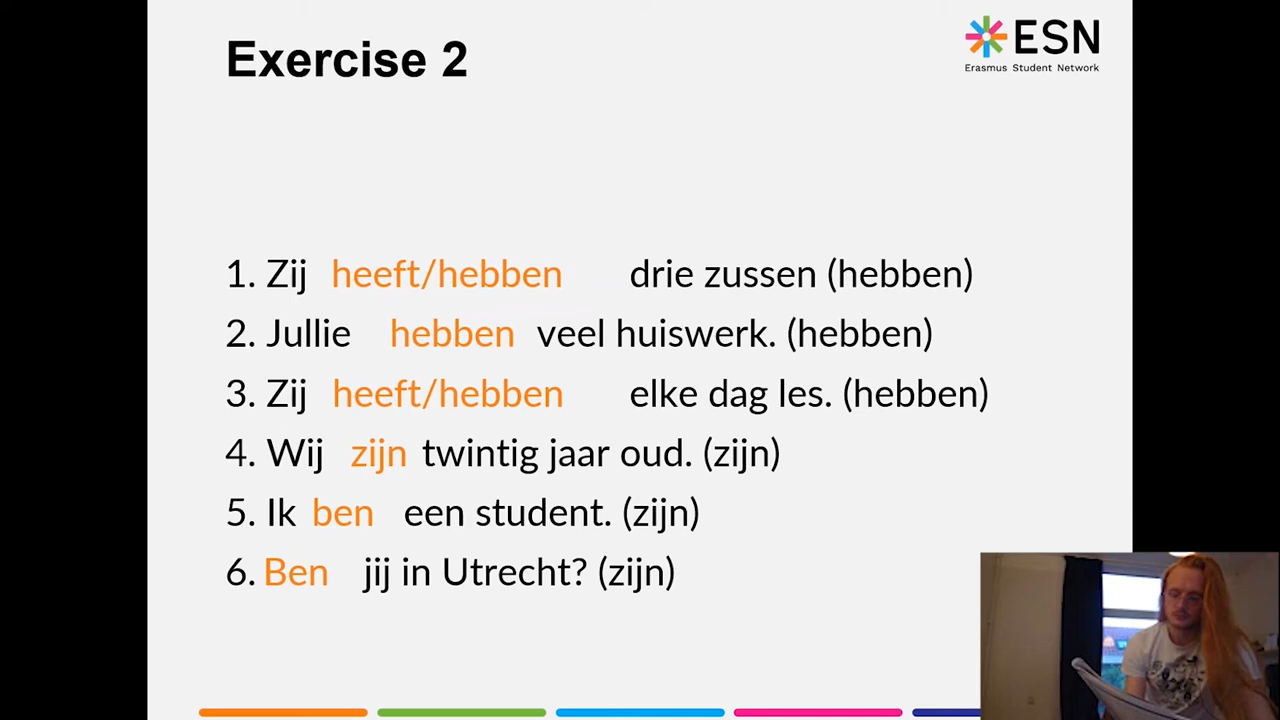 Exercise 2
ESN
Erasmus Student Network
1. Zij heeft/hebben drie zussen (hebben)
2. Jullie hebben veel huiswerk. (hebben)
3. Zij heeft/hebben elke dag les. (hebben)
4. Wij zijn twintig jaar oud. (zijn)
5. Ik ben een student. (zijn)
6. Ben jij in Utrecht? (zijn)